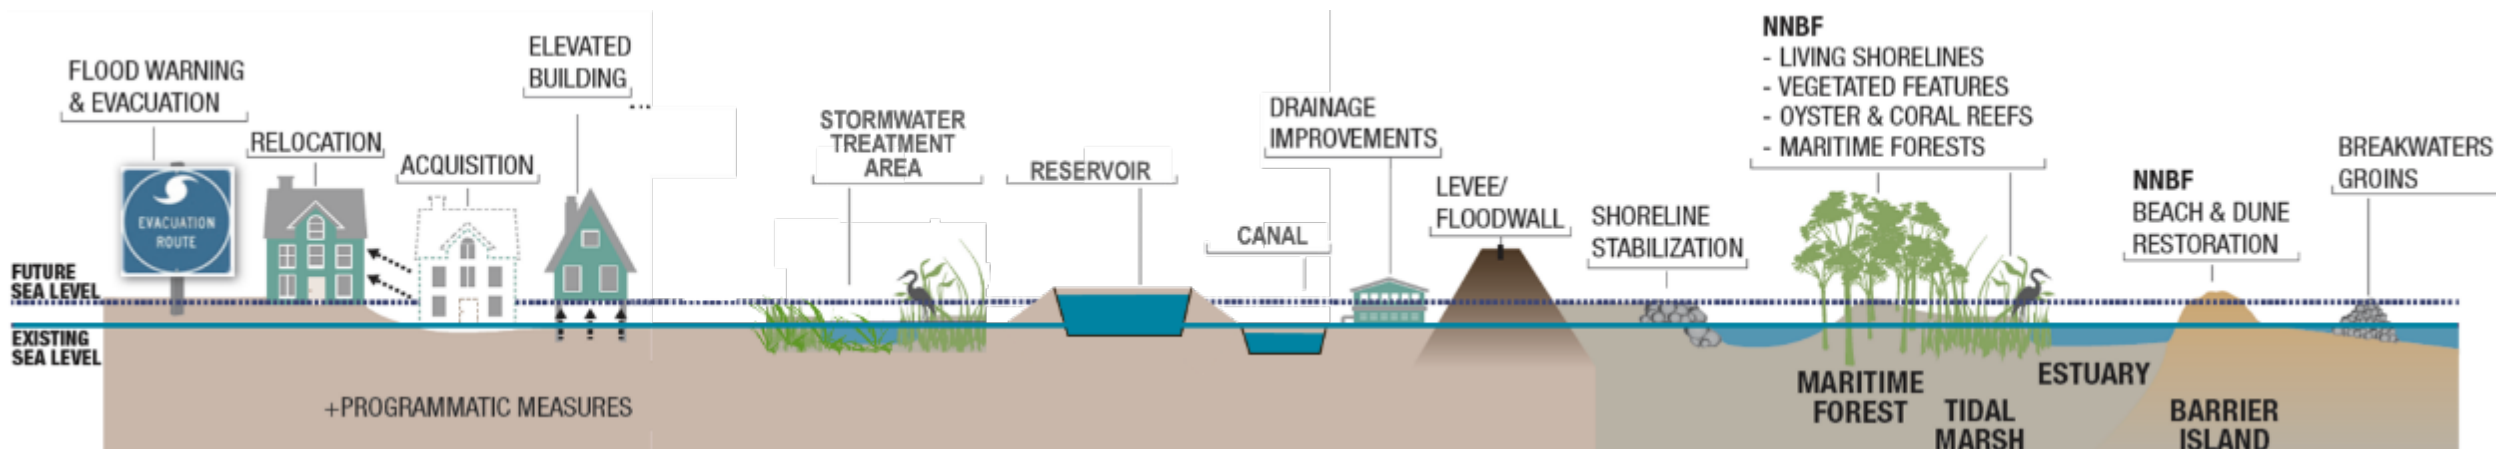 FLOOD WARNING
& EVACUATION
EVACUATION
ROUTE
RELOCATION
ACQUISITION
ELEVATED
BUILDING
STORMWATER
TREATMENT
AREA
RESERVOIR
CANAL
DRAINAGE
IMPROVEMENTS
LEVEE/
FLOODWALL
SHORELINE
STABILIZATION
NNBF
- LIVING SHORELINES
- VEGETATED FEATURES
- OYSTER & CORAL REEFS
- MARITIME FORESTS
NNBF
BEACH & DUNE
RESTORATION
BREAKWATERS
GROINS
FUTURE
SEA LEVEL
EXISTING
SEA LEVEL
+PROGRAMMATIC MEASURES
MARITIME
FOREST
TIDAL
MARSH
ESTUARY
BARRIER
ISLAND